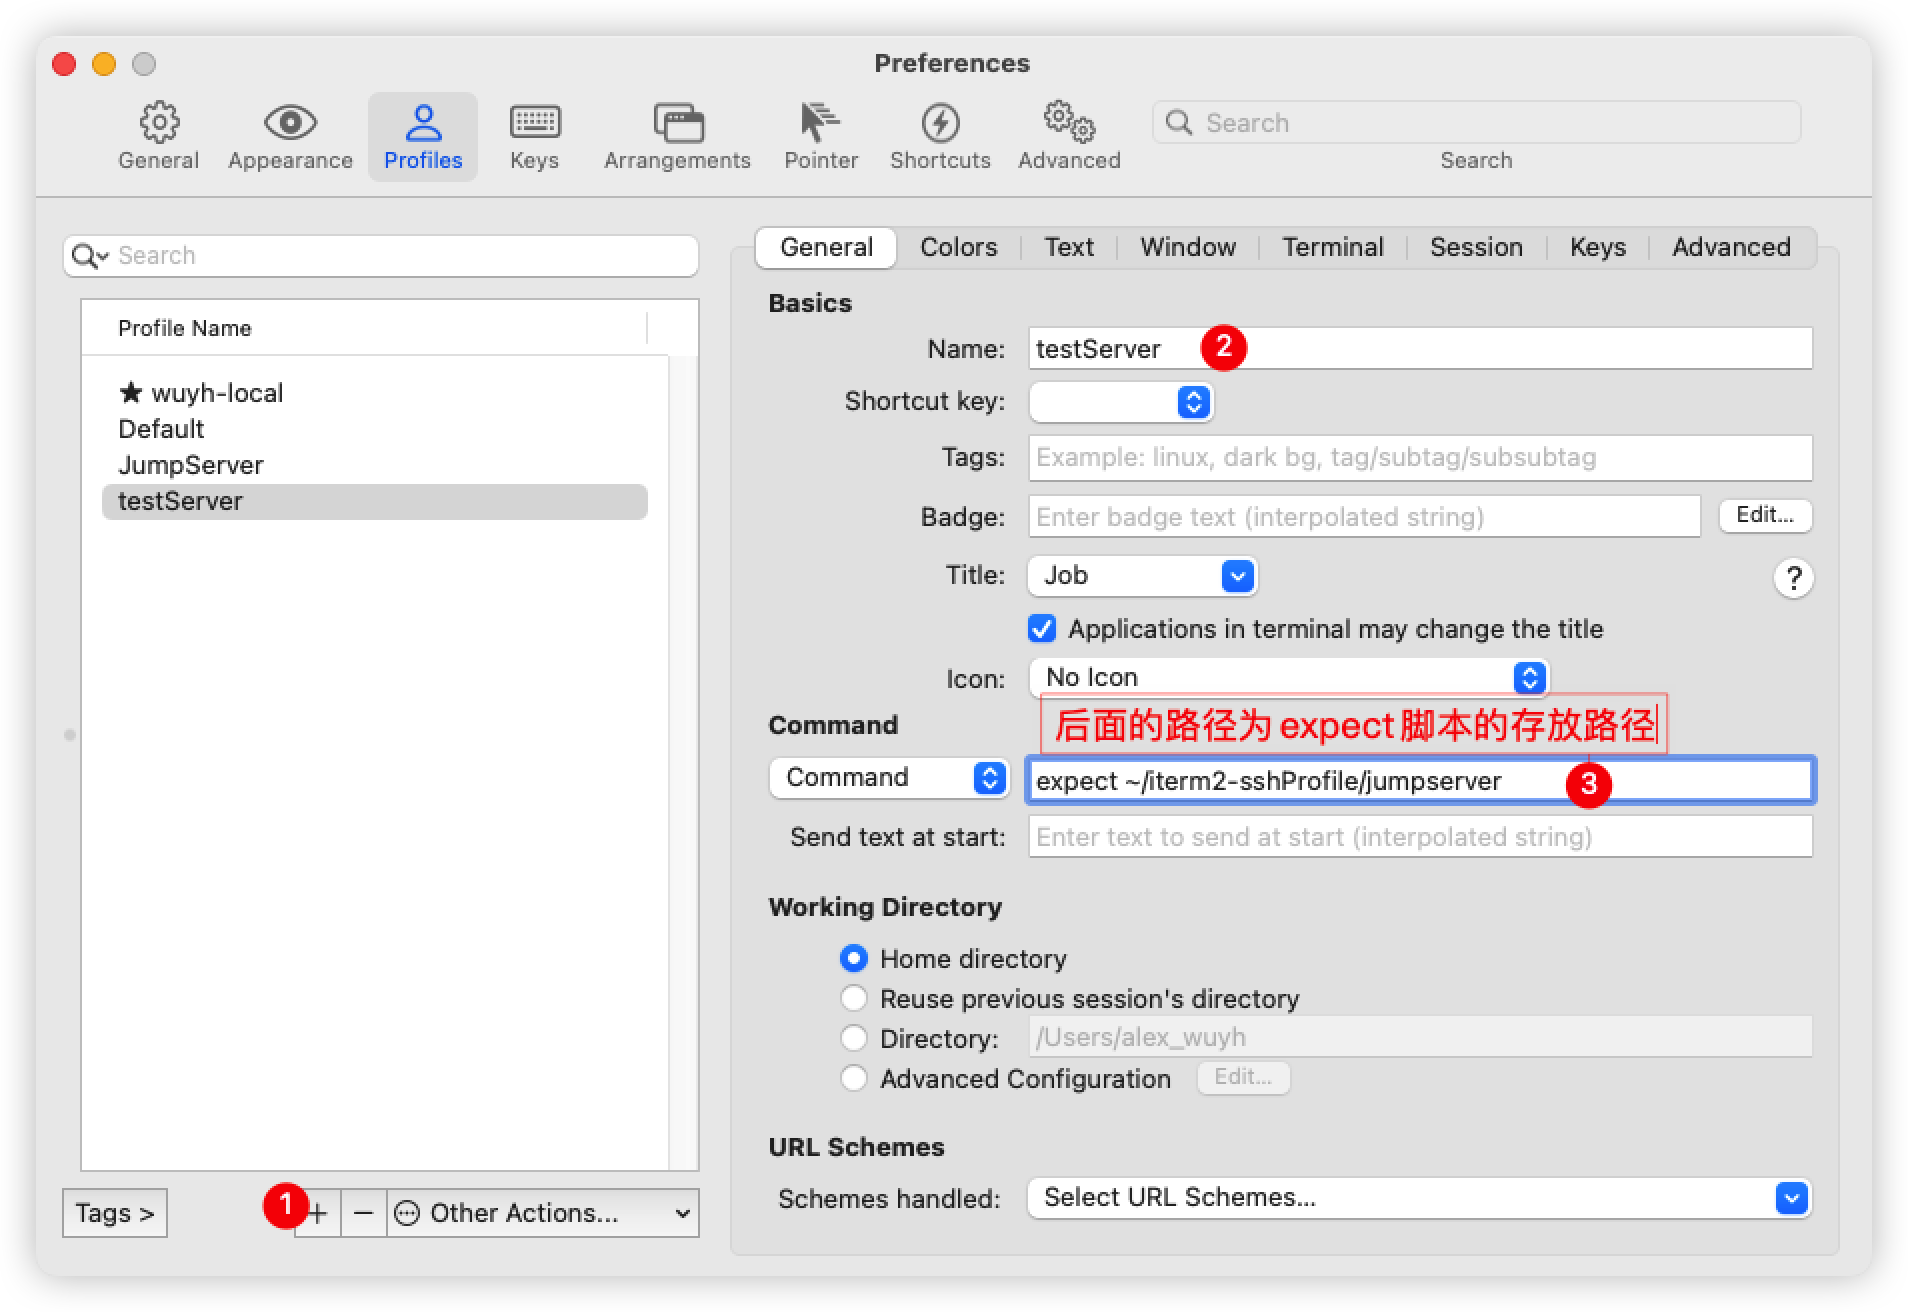 Preferences
General
Appearance
Profiles
Keys
Arrangements
Pointer
Shortcuts
Advanced
Search
Search
Search
Profile Name
★ wuyh-local
Default
JumpServer
testServer
Tags >
1
+
−
Other Actions...
General
Colors
Text
Window
Terminal
Session
Keys
Advanced
Basics
Name: testServer 2
Shortcut key:
Tags: Example: linux, dark bg, tag/subtag/subsubtag
Badge: Enter badge text (interpolated string) Edit...
Title: Job ?
Applications in terminal may change the title
Icon: No Icon
后面的路径为 expect 脚本的存放路径
Command
Command expect ~/iterm2-sshProfile/jumpserver 3
Send text at start: Enter text to send at start (interpolated string)
Working Directory
Home directory
Reuse previous session's directory
Directory: /Users/alex_wuyh
Advanced Configuration Edit...
URL Schemes
Schemes handled: Select URL Schemes...